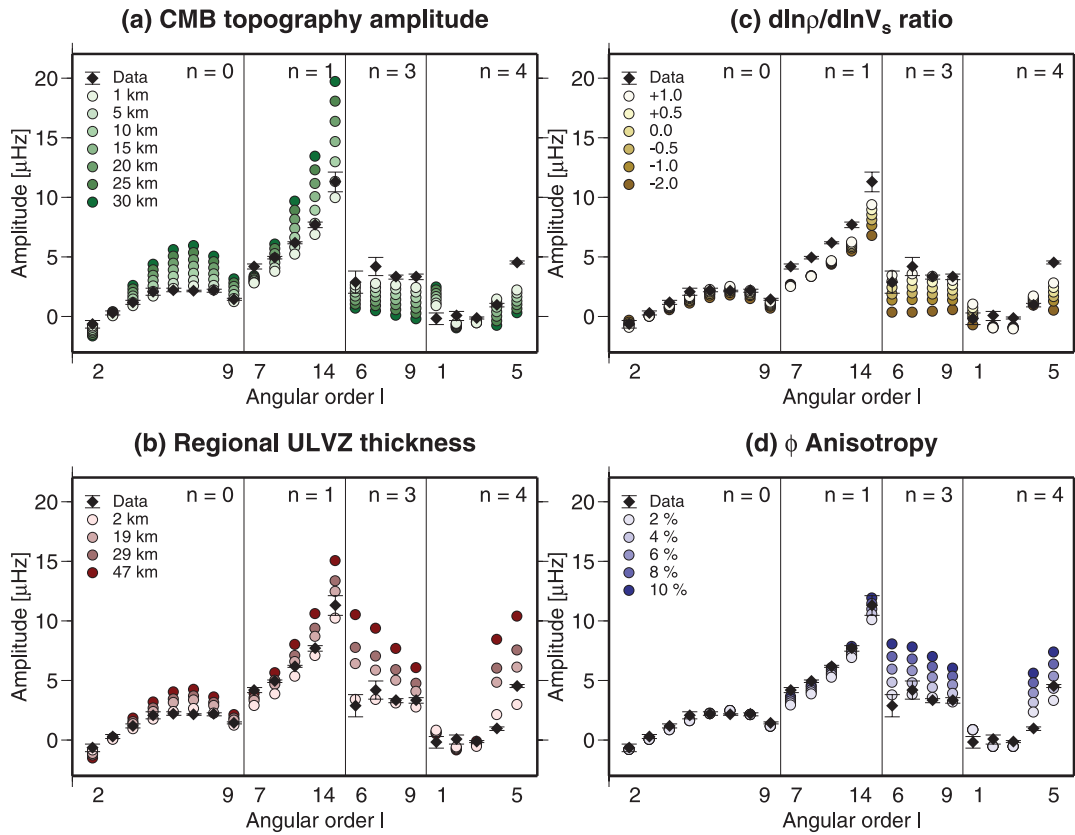 (a) CMB topography amplitude
n = 0
n = 1
n = 3
n = 4
Data
1 km
5 km
10 km
15 km
20 km
25 km
30 km
Amplitude [μHz]
20
15
10
5
0
2
9
7
14
6
9
1
5
Angular order l
(c) dlnρ/dlnVs ratio
n = 0
n = 1
n = 3
n = 4
Data
+1.0
+0.5
0.0
-0.5
-1.0
-2.0
Amplitude [μHz]
20
15
10
5
0
2
9
7
14
6
9
1
5
Angular order l
(b) Regional ULVZ thickness
n = 0
n = 1
n = 3
n = 4
Data
2 km
19 km
29 km
47 km
Amplitude [μHz]
20
15
10
5
0
2
9
7
14
6
9
1
5
Angular order l
(d) ϕ Anisotropy
n = 0
n = 1
n = 3
n = 4
Data
2 %
4 %
6 %
8 %
10 %
Amplitude [μHz]
20
15
10
5
0
2
9
7
14
6
9
1
5
Angular order l